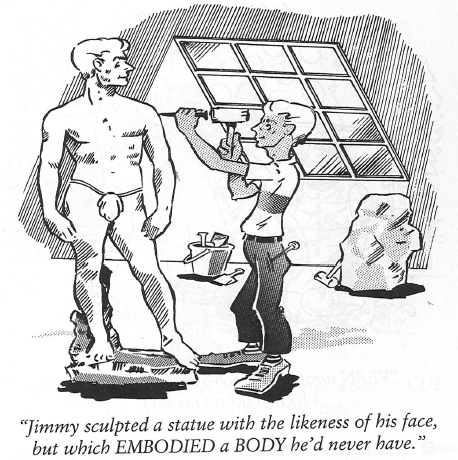 "Jimmy sculpted a statue with the likeness of his face,
but which EMBODIED a BODY he'd never have."